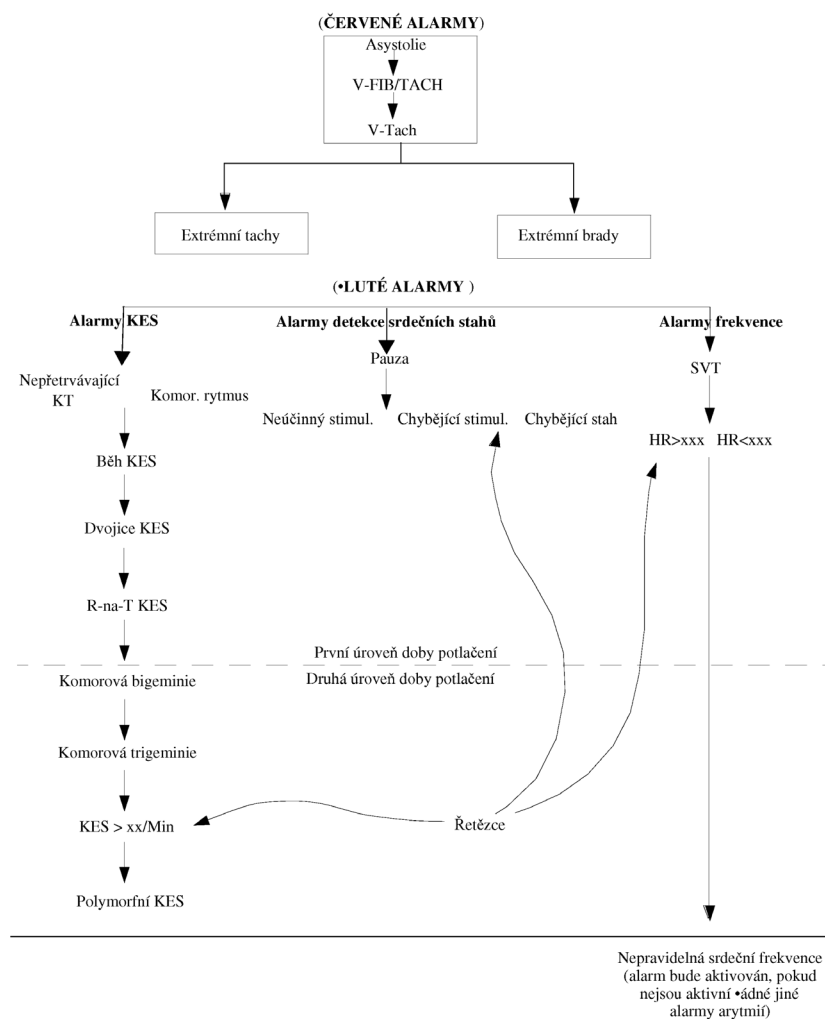 (ČERVENÉ ALARMY)
Asystolie
V-FIB/TACH
V-Tach
Extrémní tachy
Extrémní brady
(•LUTÉ ALARMY )
Alarmy KES
Alarmy detekce srdečních stahů
Alarmy frekvence
Pauza
SVT
Nepřetrvávající
KT
Komor. rytmus
Neúčinný stimul.
Chybějící stimul.
Chybějící stah
HR>xxx
HR<xxx
Běh KES
Dvojice KES
R-na-T KES
První úroveň doby potlačení
Druhá úroveň doby potlačení
Komorová bigeminie
Komorová trigeminie
KES > xx/Min
Řetězce
Polymorfní KES
Nepravidelná srdeční frekvence
(alarm bude aktivován, pokud
nejsou aktivní •ádné jiné
alarmy arytmií)